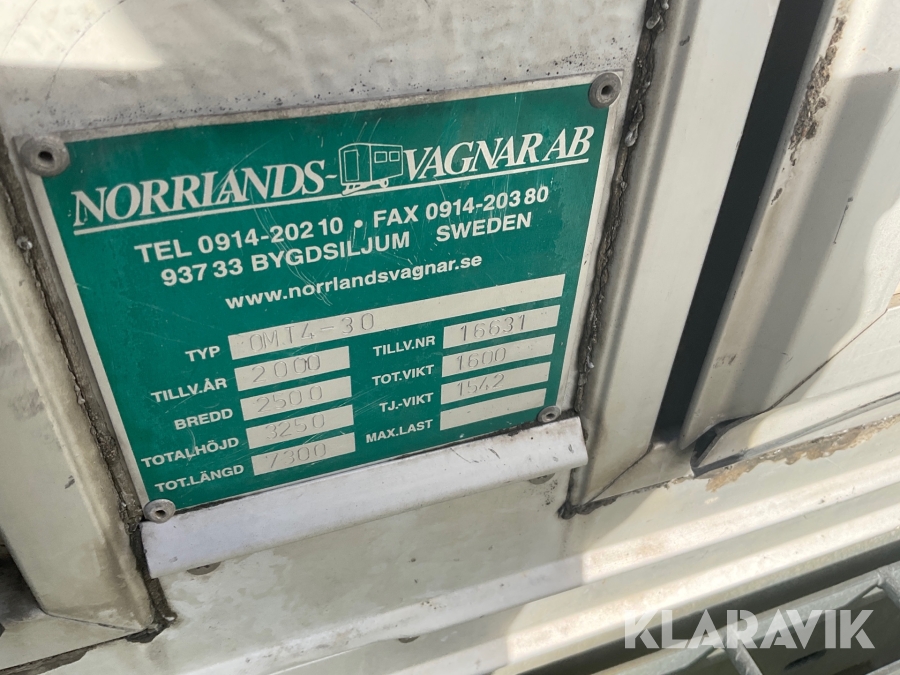 NORRLANDS-VAGNAR AB
TEL 0914-202 10 • FAX 0914-203 80
937 33 BYGDSILJUM SWEDEN
www.norrlandsvagnar.se
TYP OMT4-30
TILLV.ÅR 2000 TILLV.NR 16631
BREDD 2500 TOT.VIKT 1600
TOTALHÖJD 3250 TJ.-VIKT 1542
TOT.LÄNGD 7300 MAX.LAST
KLARAVIK